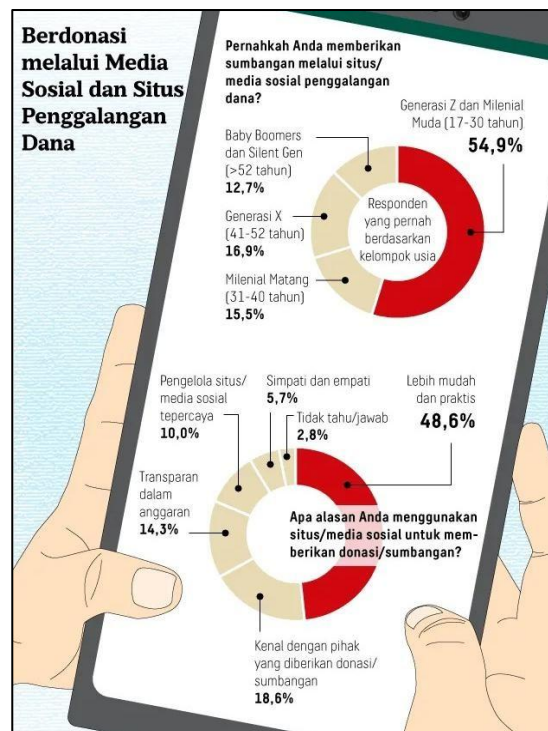 Berdonasi
melalui Media
Sosial dan Situs
Penggalangan
Dana
Pernahkah Anda memberikan
sumbangan melalui situs/
media sosial penggalangan
dana?
Generasi Z dan Milenial
Muda (17-30 tahun)
54,9%
Baby Boomers
dan Silent Gen
(>52 tahun)
12,7%
Generasi X
(41-52 tahun)
16,9%
Milenial Matang
(31-40 tahun)
15,5%
Responden
yang pernah
berdasarkan
kelompok usia
Pengelola situs/
media sosial
tepercaya
10,0%
Simpati dan empati
5,7%
Tidak tahu/jawab
2,8%
Lebih mudah
dan praktis
48,6%
Transparan
dalam
anggaran
14,3%
Apa alasan Anda menggunakan
situs/media sosial untuk mem-
berikan donasi/sumbangan?
Kenal dengan pihak
yang diberikan donasi/
sumbangan
18,6%